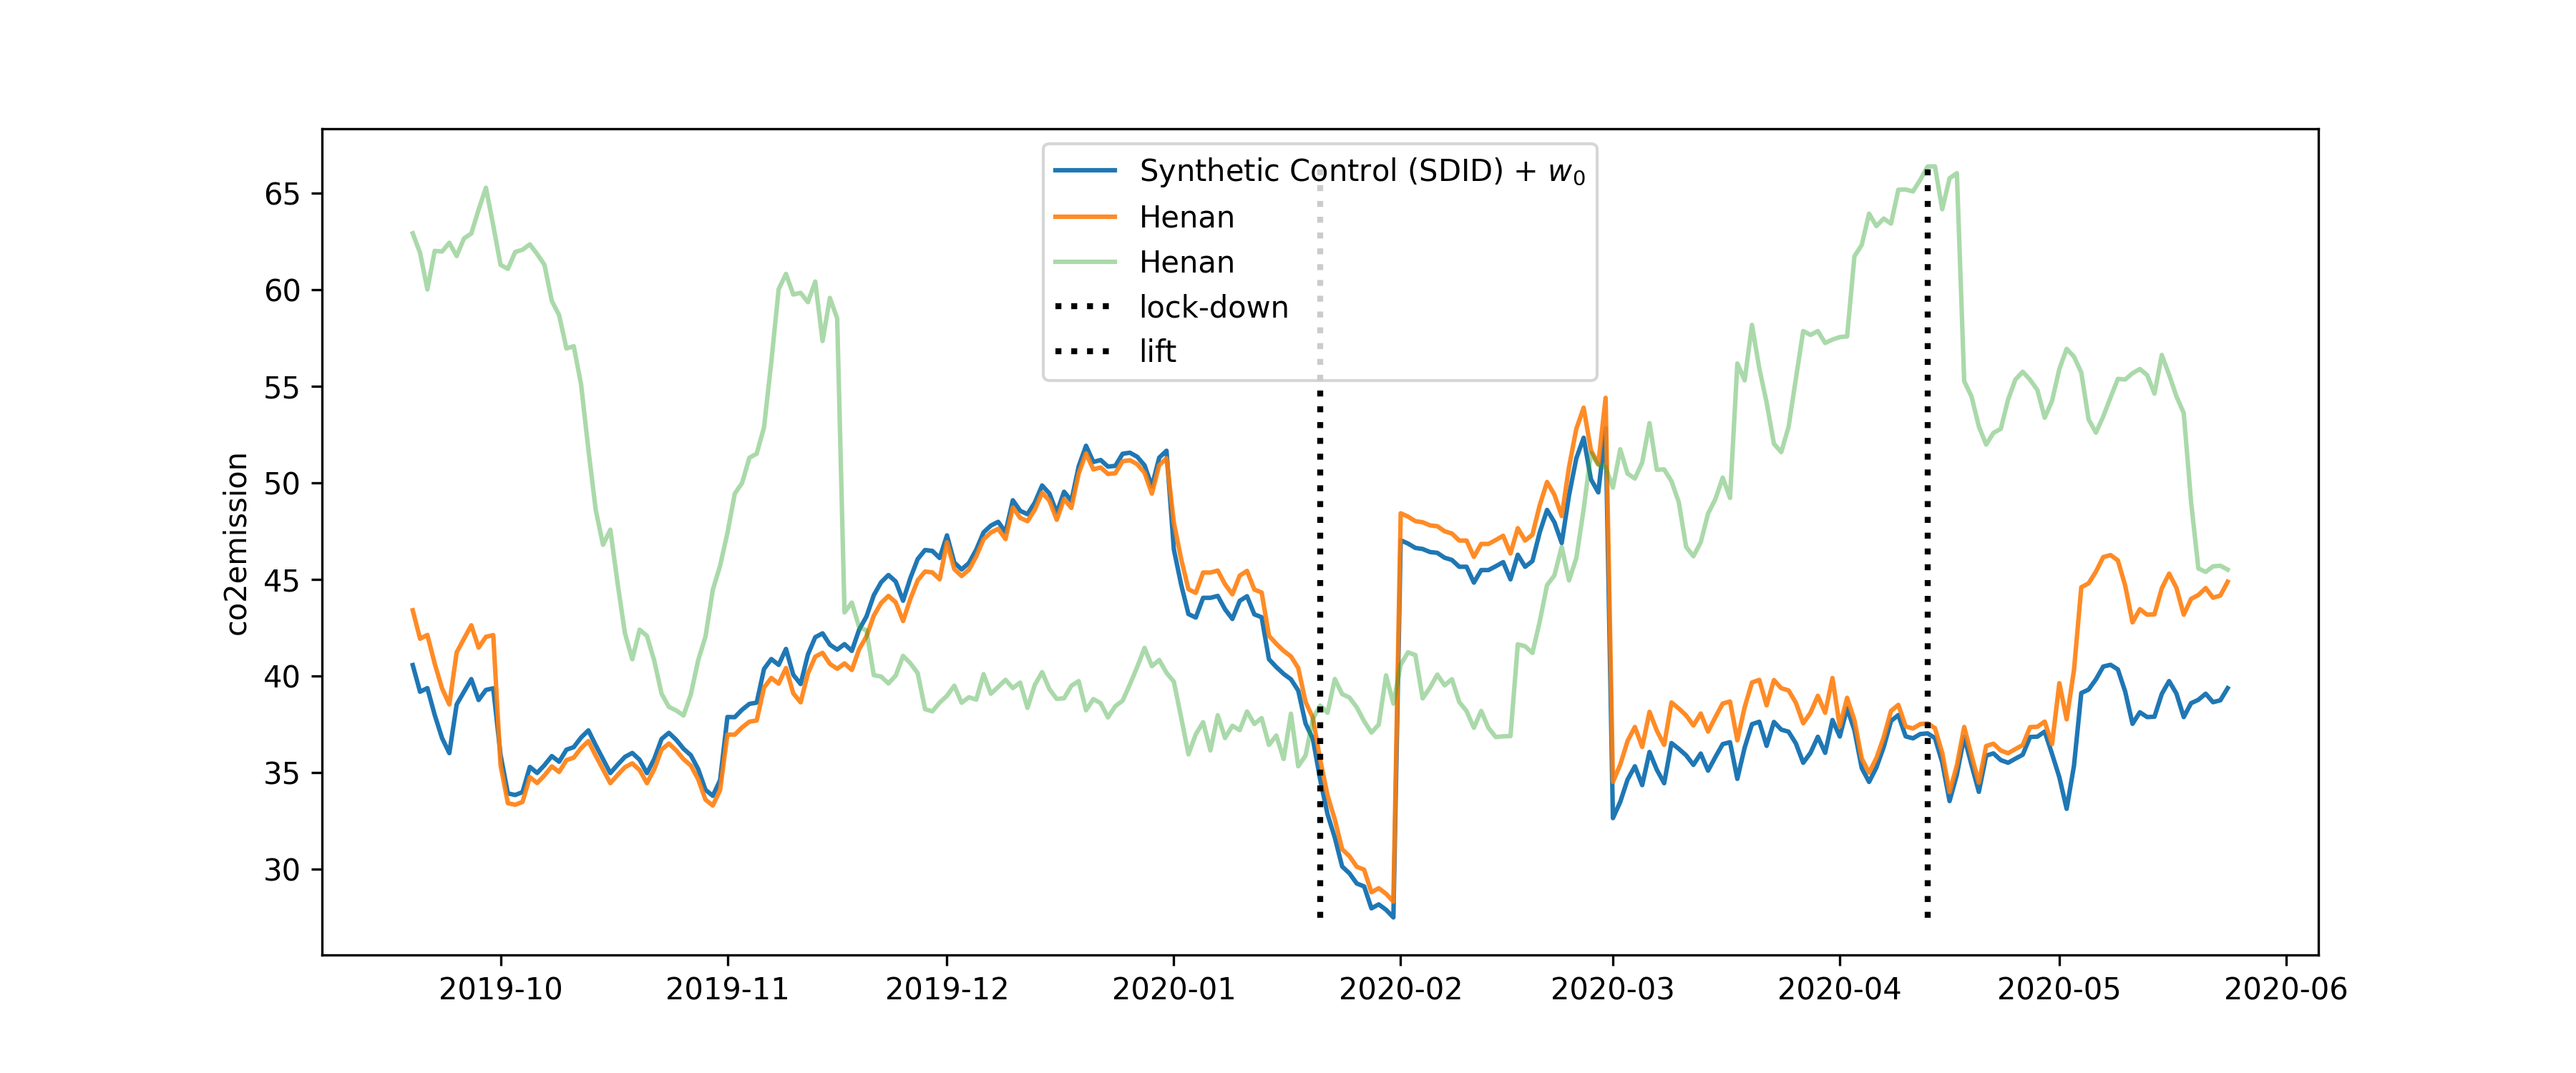 Synthetic Control (SDID) + w₀
Henan
Henan
lock-down
lift
co2emission
65
60
55
50
45
40
35
30
2019-10 2019-11 2019-12 2020-01 2020-02 2020-03 2020-04 2020-05 2020-06